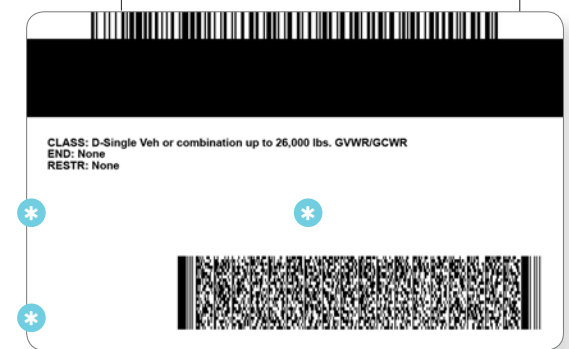 CLASS: D-Single Veh or combination up to 26,000 lbs. GVWR/GCWR
END: None
RESTR: None